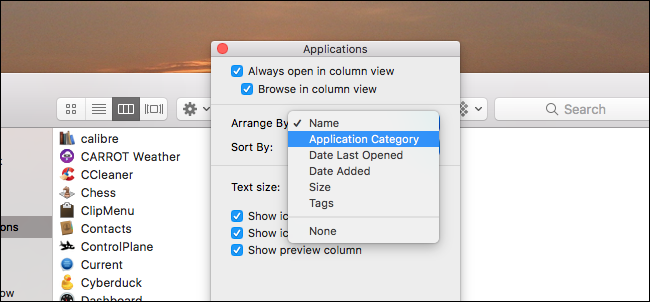 Applications
Always open in column view
Browse in column view
Search
Arrange By:
Name
Application Category
Date Last Opened
Date Added
Size
Tags
None
Sort By:
Text size:
Show ic
Show ic
Show preview column
calibre
CARROT Weather
CCleaner
Chess
ClipMenu
Contacts
ControlPlane
Current
Cyberduck
Dashboard
ons
ow